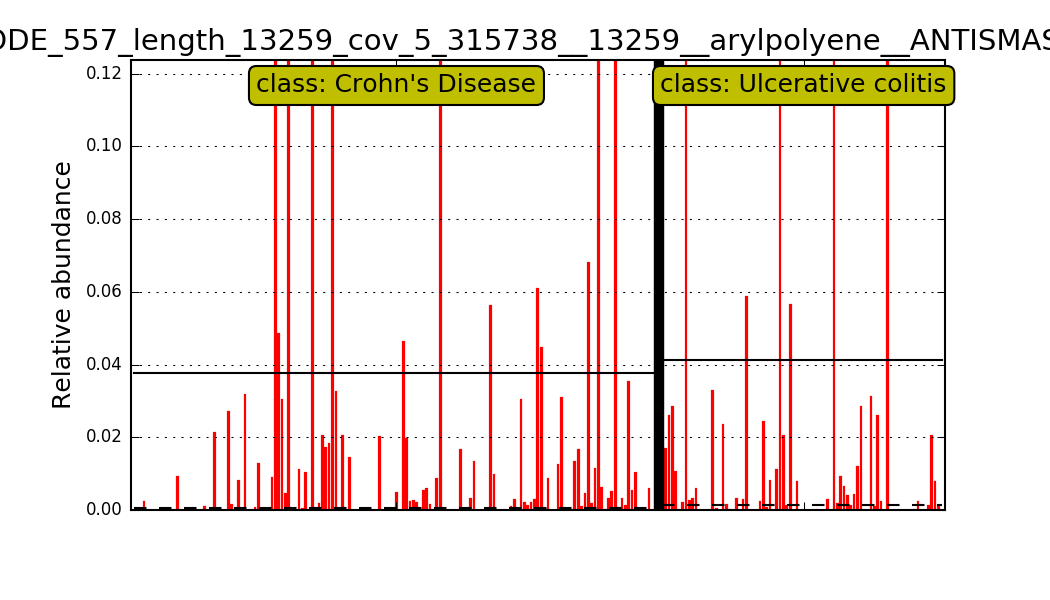 ODE_557_length_13259_cov_5_315738__13259__arylpolyene__ANTISMAS
class: Crohn's Disease
class: Ulcerative colitis
Relative abundance
0.12
0.10
0.08
0.06
0.04
0.02
0.00